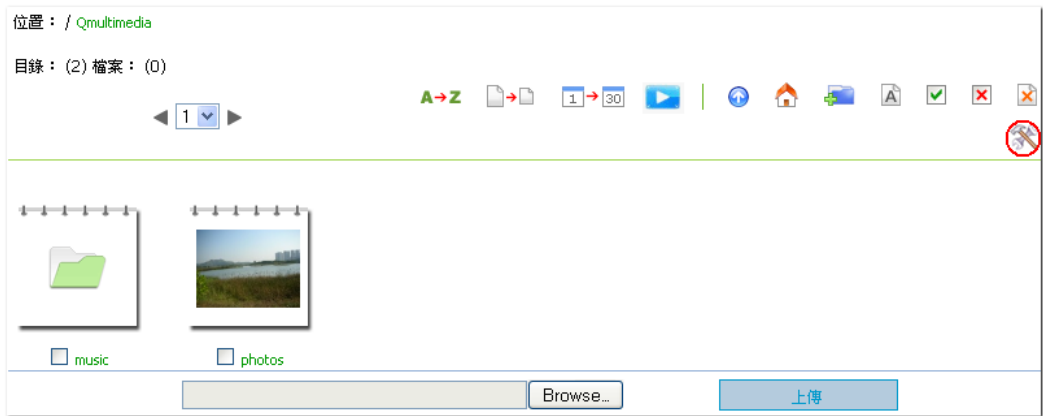 位置： / Qmultimedia
目錄： (2) 檔案： (0)
A→Z 1→30 A
1
music photos
Browse... 上傳